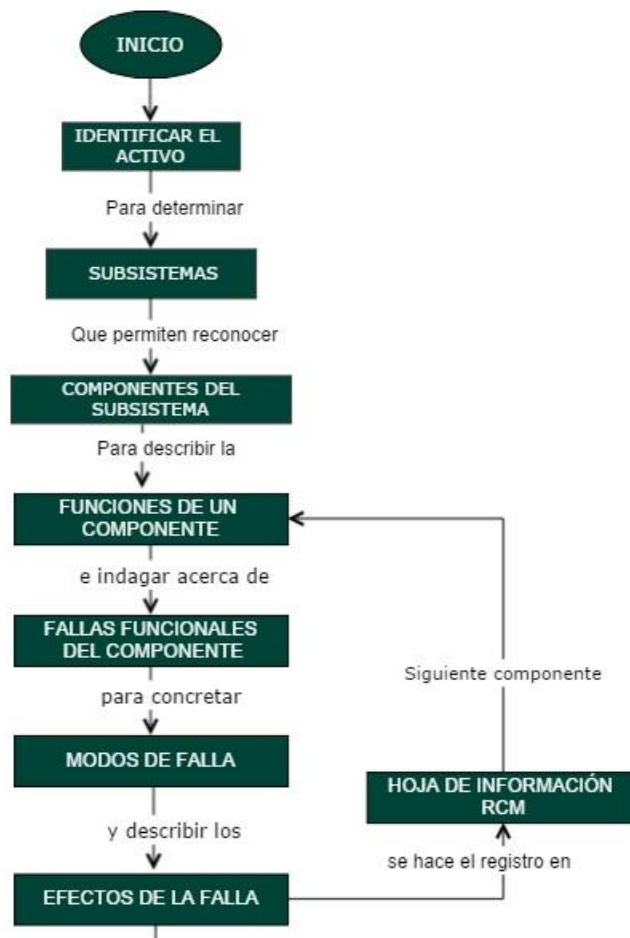 INICIO
IDENTIFICAR EL
ACTIVO
Para determinar
SUBSISTEMAS
Que permiten reconocer
COMPONENTES DEL
SUBSISTEMA
Para describir la
FUNCIONES DE UN
COMPONENTE
e indagar acerca de
FALLAS FUNCIONALES
DEL COMPONENTE
para concretar
MODOS DE FALLA
y describir los
EFECTOS DE LA FALLA
se hace el registro en
HOJA DE INFORMACIÓN
RCM
Siguiente componente